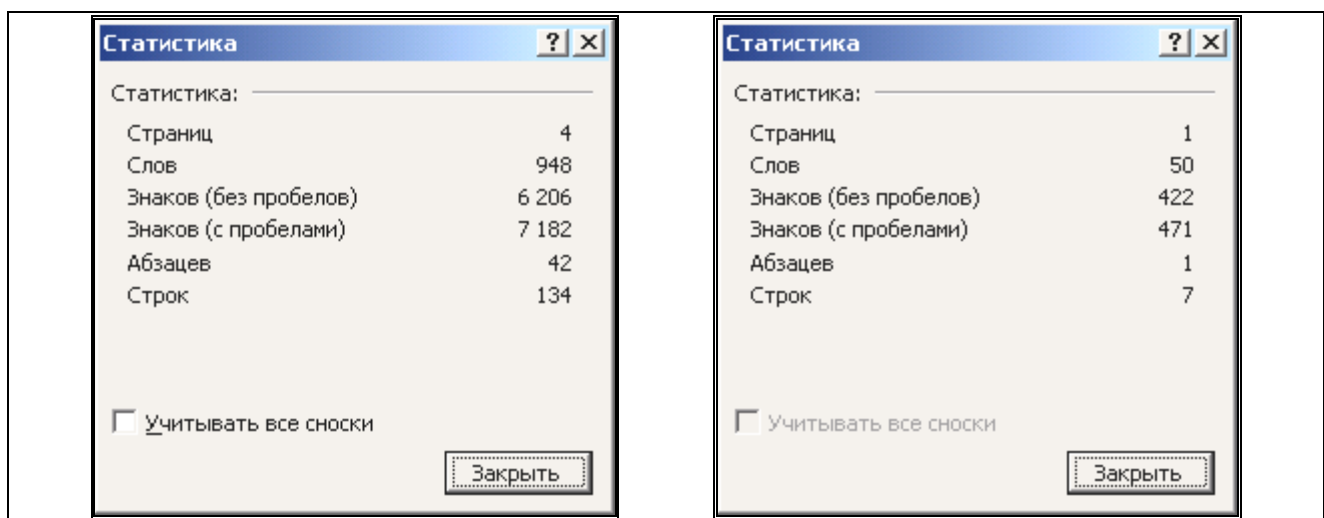 Статистика
Статистика:
Страниц 4
Слов 948
Знаков (без пробелов) 6 206
Знаков (с пробелами) 7 182
Абзацев 42
Строк 134
Учитывать все сноски
Закрыть
Статистика
Статистика:
Страниц 1
Слов 50
Знаков (без пробелов) 422
Знаков (с пробелами) 471
Абзацев 1
Строк 7
Учитывать все сноски
Закрыть